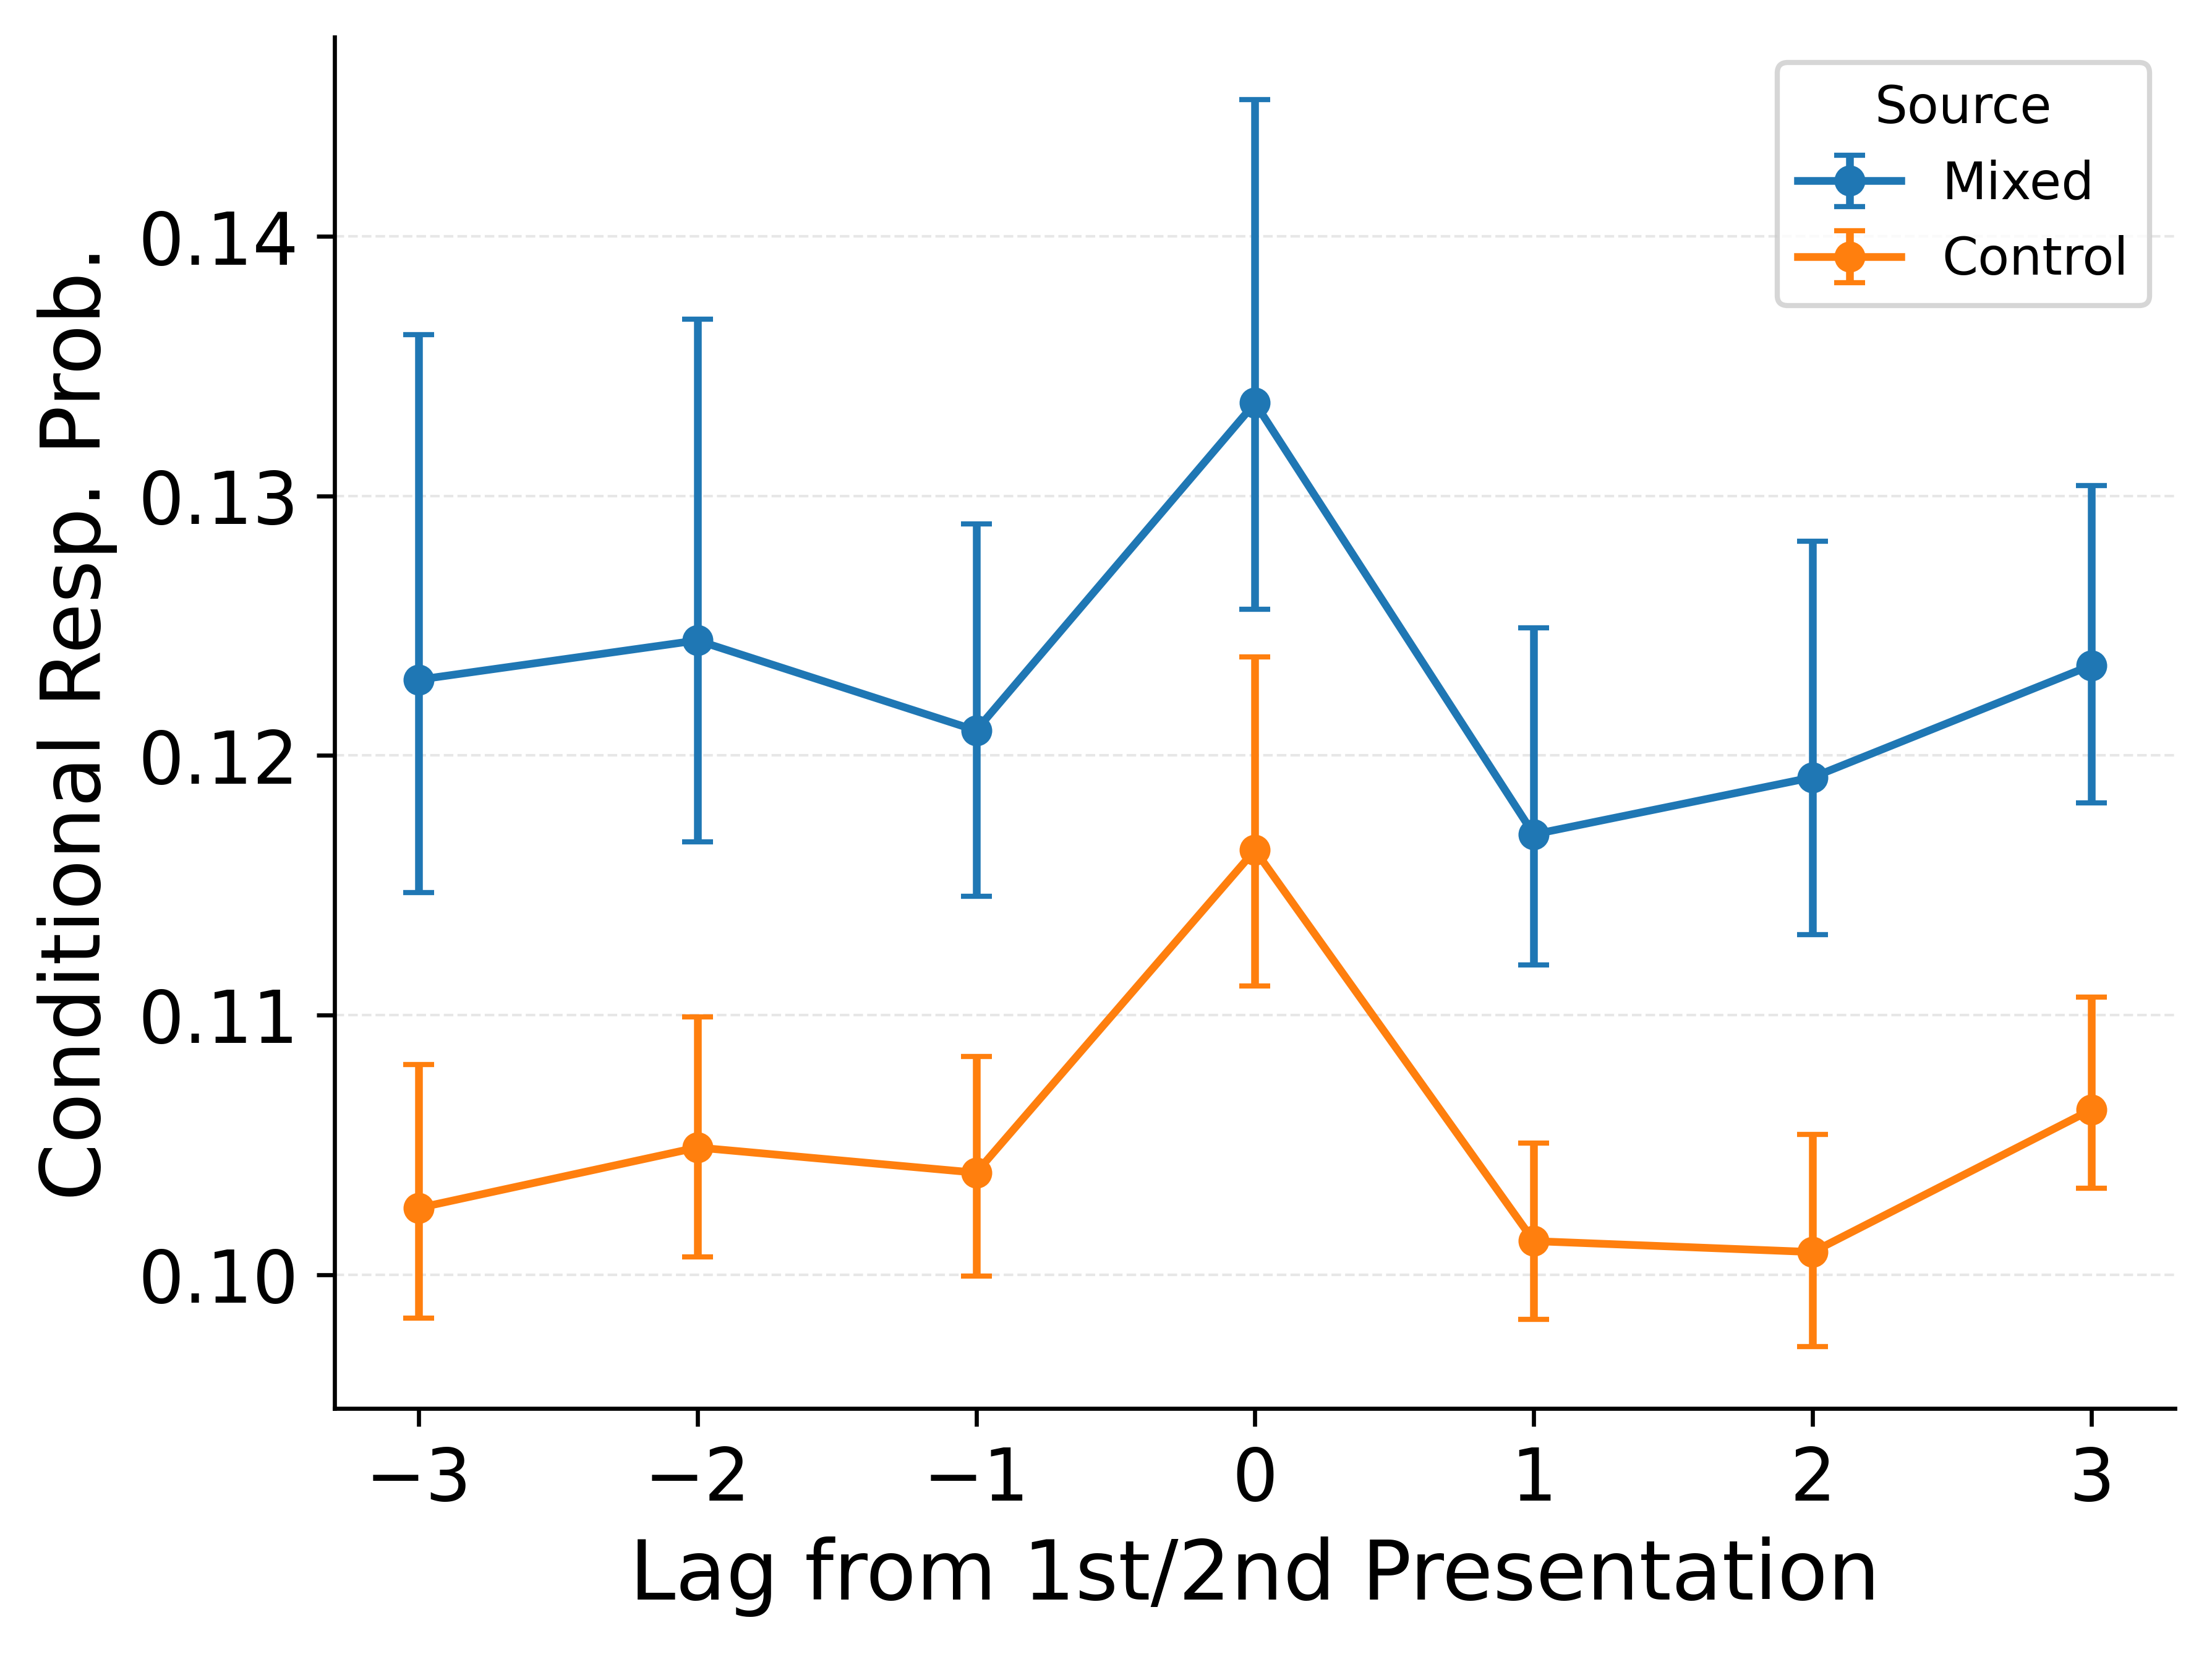 Source
Mixed
Control
Conditional Resp. Prob.
0.14
0.13
0.12
0.11
0.10
−3 −2 −1 0 1 2 3
Lag from 1st/2nd Presentation